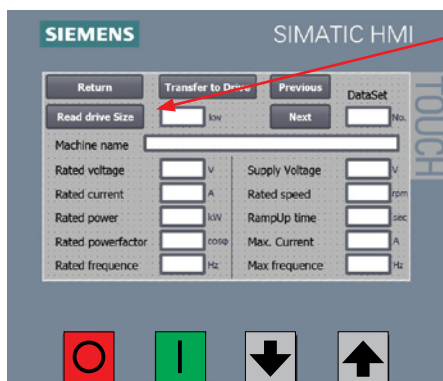 SIEMENS SIMATIC HMI
TOUCH
Return Transfer to Drive Previous DataSet
Read drive Size kw Next No.
Machine name
Rated voltage V Supply Voltage V
Rated current A Rated speed rpm
Rated power kW RampUp time sec
Rated powerfactor cosφ Max. Current A
Rated frequence Hz Max frequence Hz